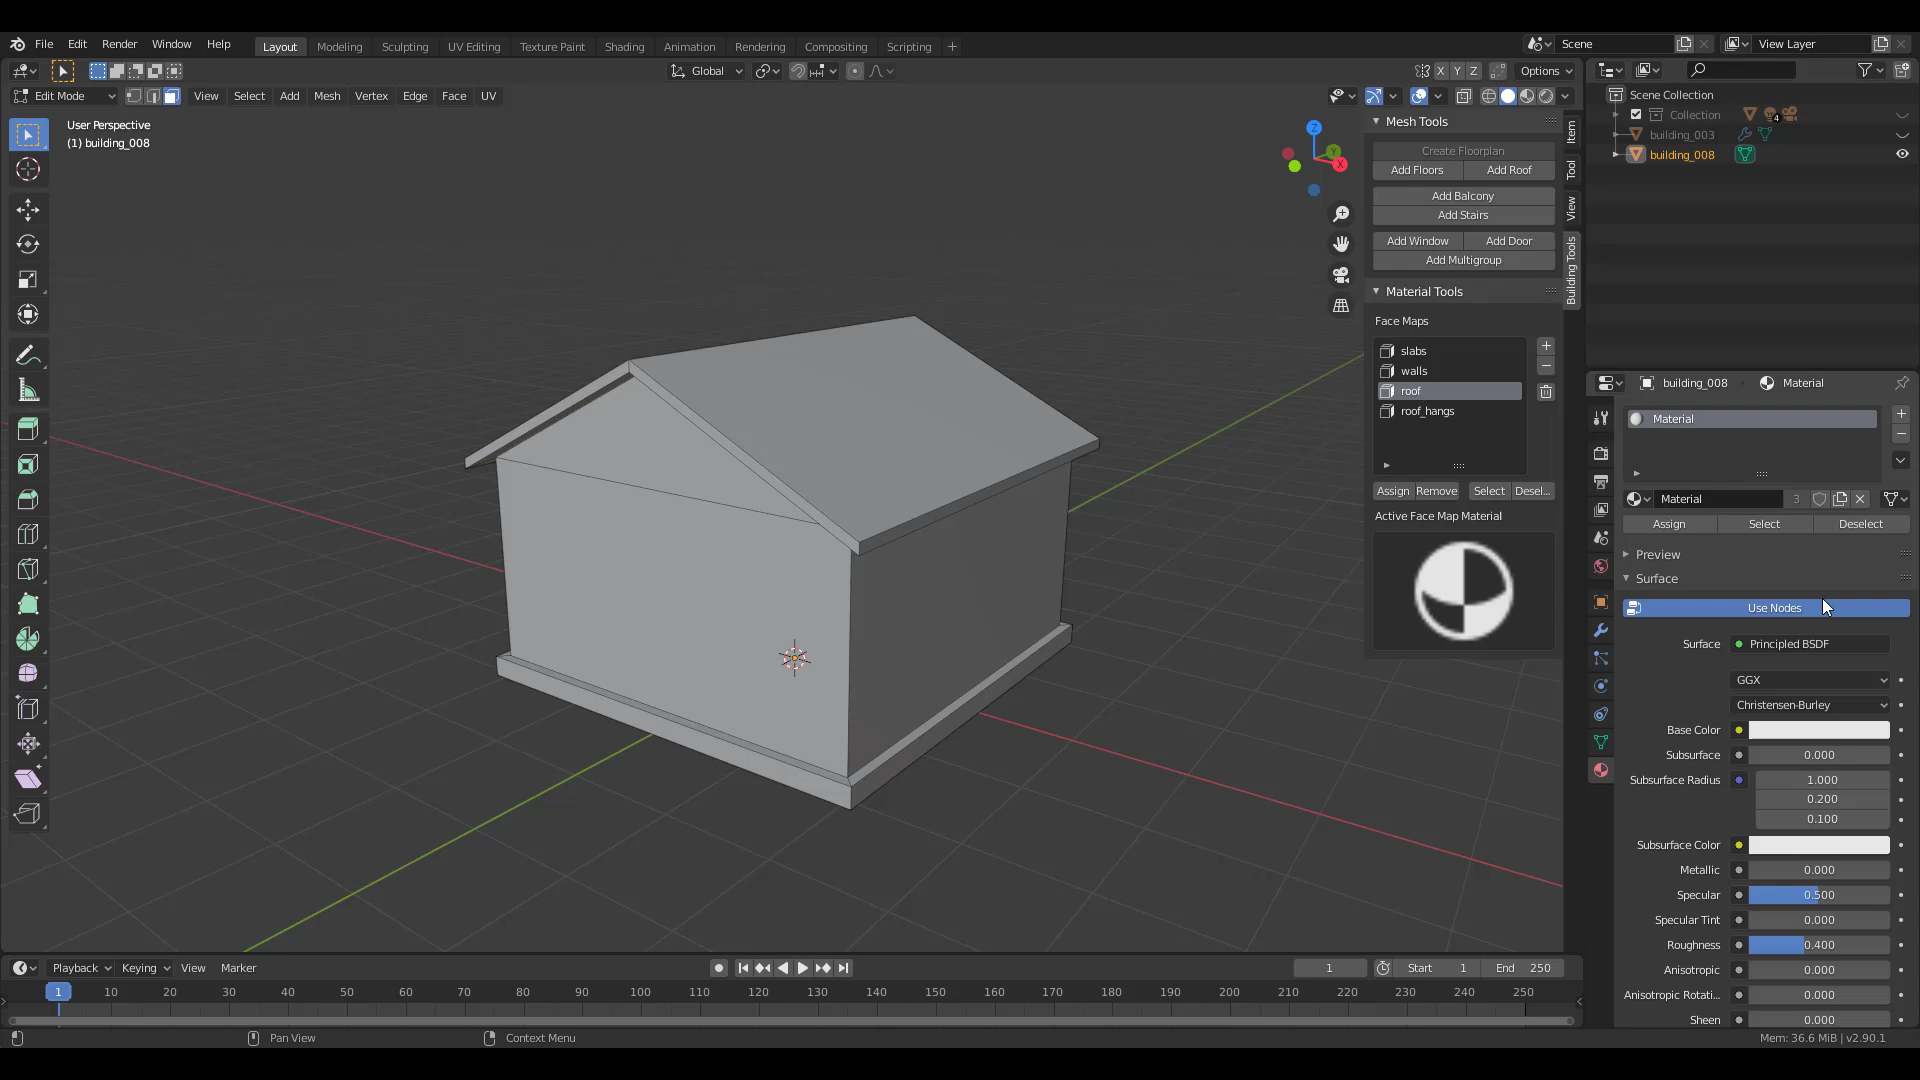 File Edit Render Window Help Layout Modeling Sculpting UV Editing Texture Paint Shading Animation Rendering Compositing Scripting + Scene View Layer
Global X Y Z Options
Edit Mode View Select Add Mesh Vertex Edge Face UV
User Perspective
(1) building_008
Z
Y
X
Mesh Tools
Create Floorplan
Add Floors Add Roof
Add Balcony
Add Stairs
Add Window Add Door
Add Multigroup
Material Tools
Face Maps
slabs
walls
roof
roof_hangs
Assign Remove Select Desel...
Active Face Map Material
Item
Tool
View
Building Tools
Scene Collection
Collection 4
building_003
building_008
building_008 Material
Material
Material 3
Assign Select Deselect
Preview
Surface
Use Nodes
Surface Principled BSDF
GGX
Christensen-Burley
Base Color
Subsurface 0.000
Subsurface Radius 1.000
0.200
0.100
Subsurface Color
Metallic 0.000
Specular 0.500
Specular Tint 0.000
Roughness 0.400
Anisotropic 0.000
Anisotropic Rotati... 0.000
Sheen 0.000
Playback Keying View Marker 1 Start 1 End 250
1 10 20 30 40 50 60 70 80 90 100 110 120 130 140 150 160 170 180 190 200 210 220 230 240 250
Pan View Context Menu Mem: 36.6 MiB | v2.90.1